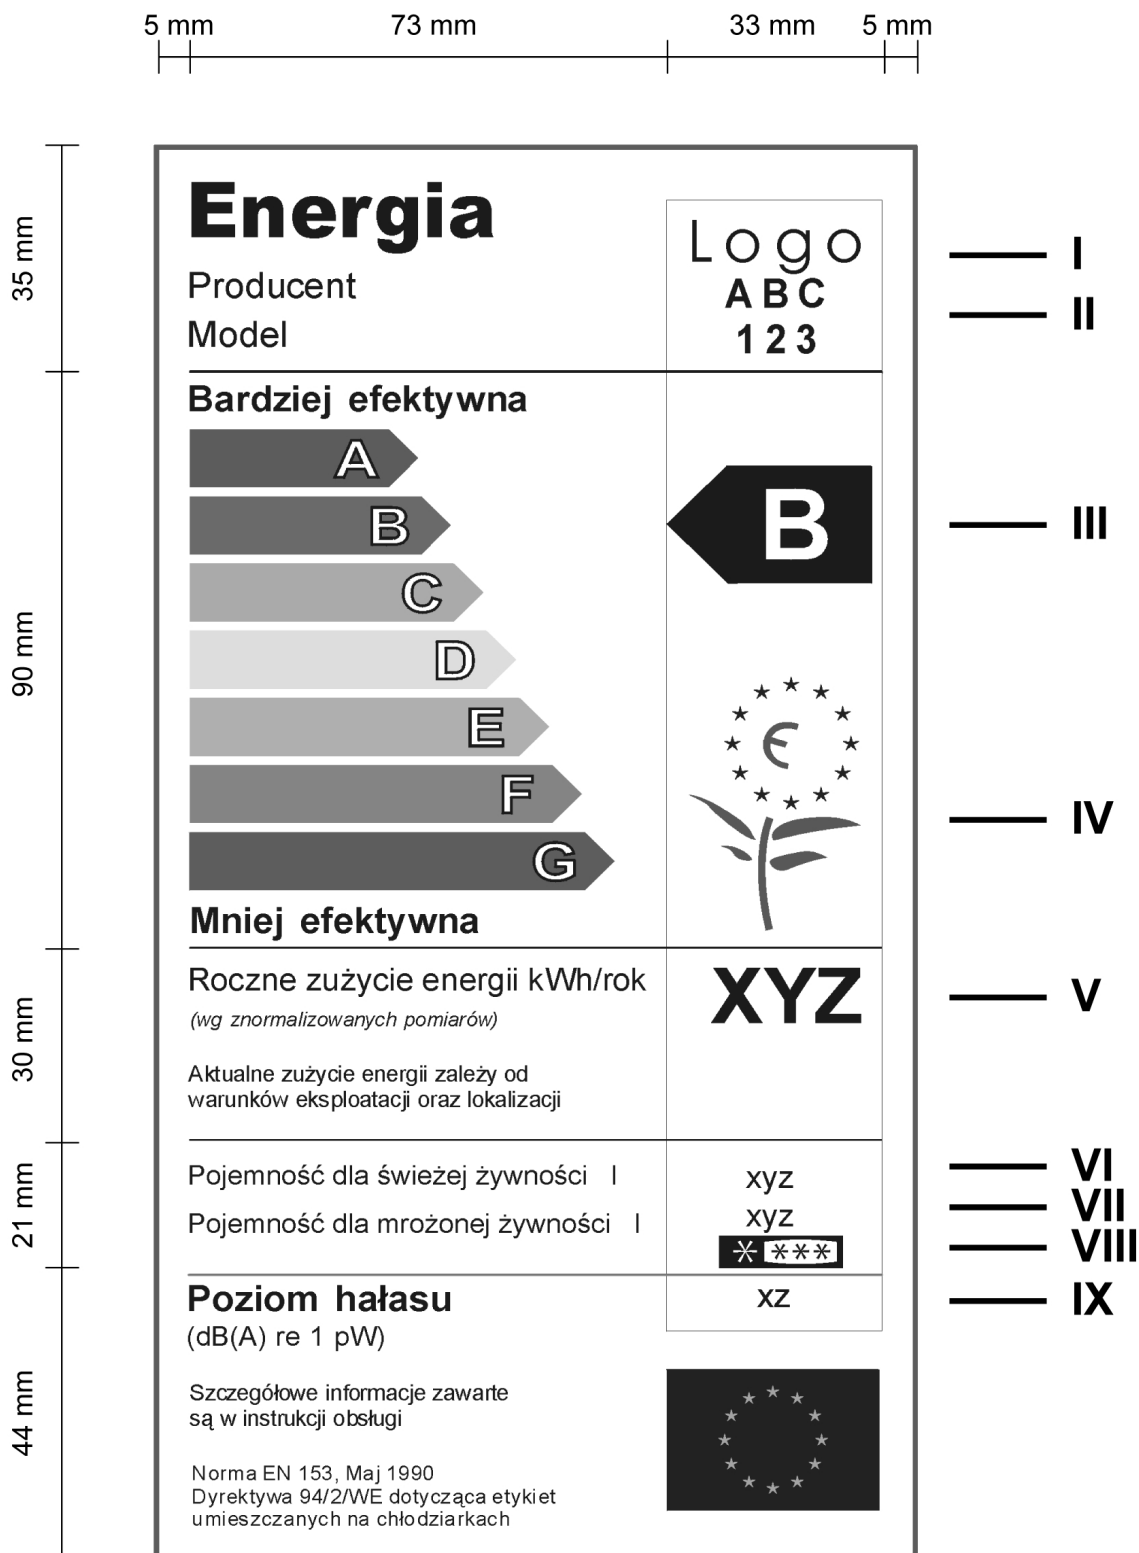 5 mm 73 mm 33 mm 5 mm
35 mm
Energia
Logo
I
Producent
ABC
II
Model
123
Bardziej efektywna
A
B
B
III
C
D
90 mm
E
F
IV
G
Mniej efektywna
Roczne zużycie energii kWh/rok
XYZ
V
(wg znormalizowanych pomiarów)
30 mm
Aktualne zużycie energii zależy od
warunków eksploatacji oraz lokalizacji
Pojemność dla świeżej żywności l
xyz
VI
21 mm
Pojemność dla mrożonej żywności l
xyz
VII
* ***
VIII
Poziom hałasu
xz
IX
(dB(A) re 1 pW)
44 mm
Szczegółowe informacje zawarte
są w instrukcji obsługi
Norma EN 153, Maj 1990
Dyrektywa 94/2/WE dotycząca etykiet
umieszczanych na chłodziarkach